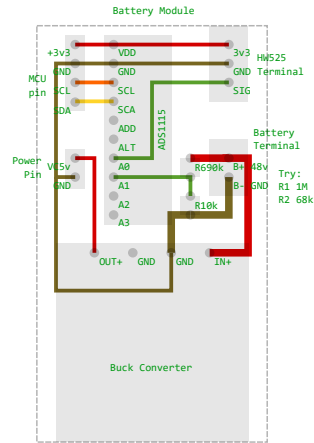 Battery Module
+3v3
GND
SCL
SDA
MCU
pin
VDD
GND
SCL
SCA
ADD
ALT
A0
A1
A2
A3
ADS1115
3v3
GND
SIG
HW525
Terminal
Battery
Terminal
Power
Pin
VC5v
GND
R690k
R10k
B+48v
B-GND
Try:
R1 1M
R2 68k
OUT+
GND
GND
IN+
Buck Converter